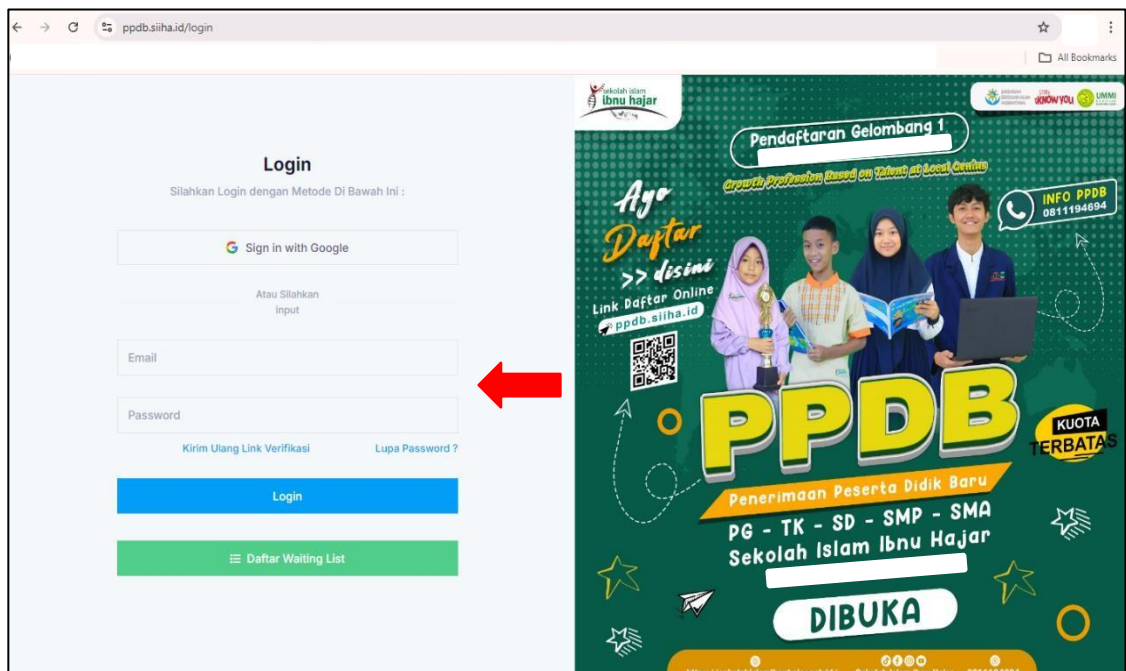 ppdb.siiha.id/login
All Bookmarks
Login
Silahkan Login dengan Metode Di Bawah Ini :
Sign in with Google
Atau Silahkan
input
Email
Password
Kirim Ulang Link Verifikasi
Lupa Password ?
Login
Daftar Waiting List
sekolah islam
ibnu hajar
KNOW YOU
UMMI
Pendaftaran Gelombang 1
Growth Profession Based on Talent at Local Genius
Ayo
Daftar
>> disini
Link Daftar Online
ppdb.siiha.id
INFO PPDB
0811194694
PPDB
KUOTA
TERBATAS
Penerimaan Peserta Didik Baru
PG - TK - SD - SMP - SMA
Sekolah Islam Ibnu Hajar
DIBUKA